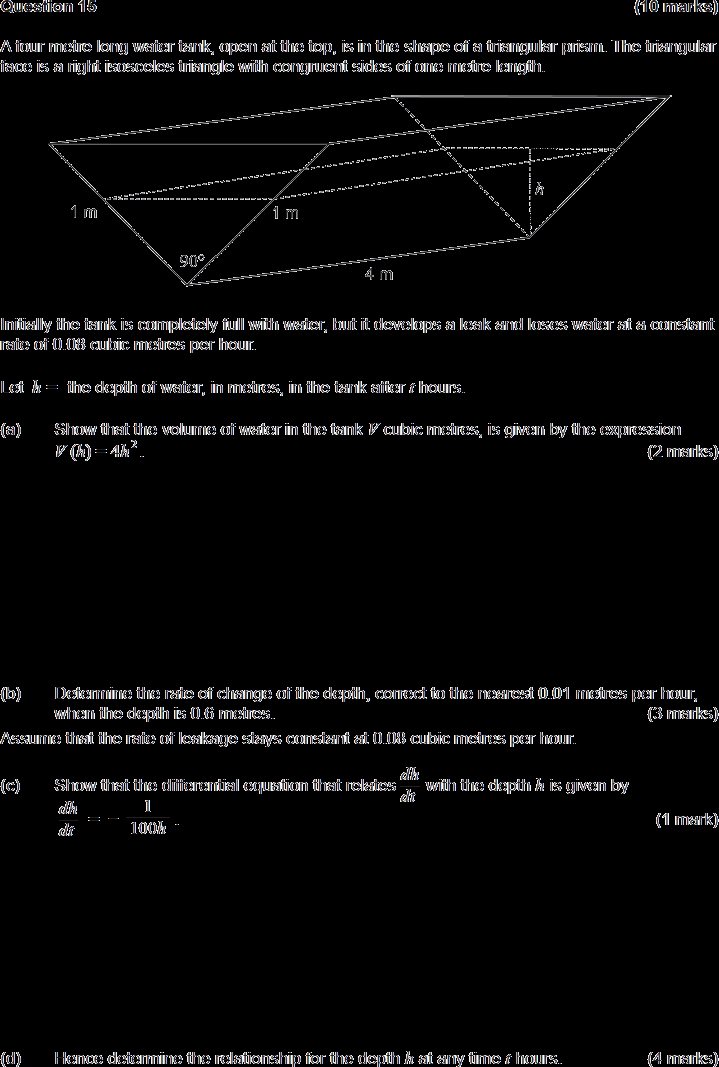 Question 15 (10 marks)
A four metre long water tank, open at the top, is in the shape of a triangular prism. The triangular
face is a right isosceles triangle with congruent sides of one metre length.
h
1 m 1 m
90°
4 m
Initially the tank is completely full with water, but it develops a leak and loses water at a constant
rate of 0.08 cubic metres per hour.
Let h = the depth of water, in metres, in the tank after t hours.
(a) Show that the volume of water in the tank V cubic metres, is given by the expression
V (h) = 4h². (2 marks)
(b) Determine the rate of change of the depth, correct to the nearest 0.01 metres per hour,
when the depth is 0.6 metres. (3 marks)
Assume that the rate of leakage stays constant at 0.08 cubic metres per hour.
(c) Show that the differential equation that relates dh/dt with the depth h is given by
dh/dt = − 1/100h . (1 mark)
(d) Hence determine the relationship for the depth h at any time t hours. (4 marks)